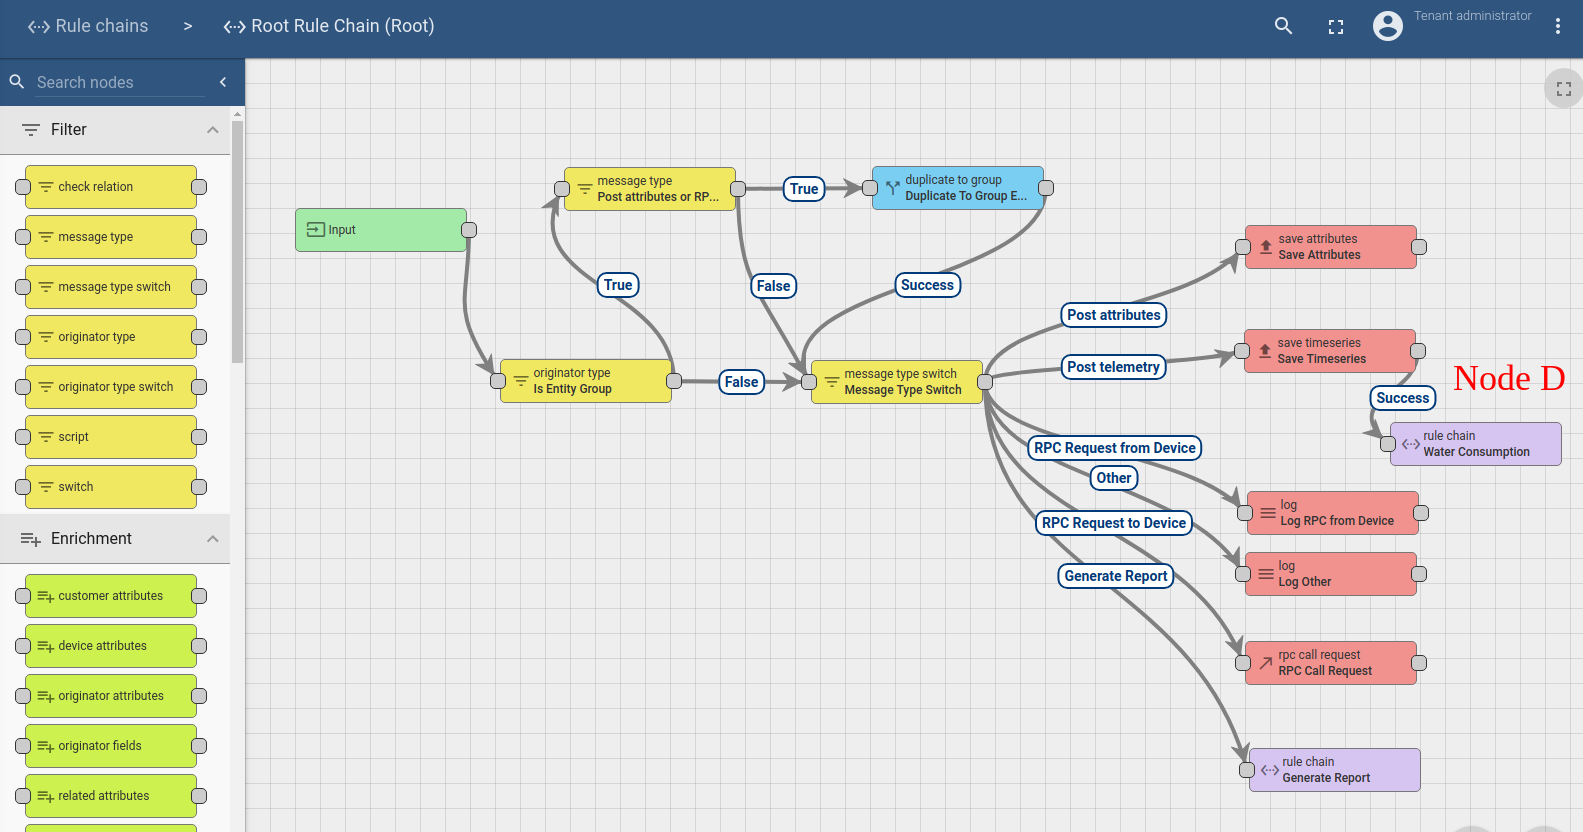 Rule chains > Root Rule Chain (Root)
Tenant administrator
Search nodes
Filter
check relation
message type
message type switch
originator type
originator type switch
script
switch
Enrichment
customer attributes
device attributes
originator attributes
originator fields
related attributes
Input
message type
Post attributes or RP...
True
duplicate to group
Duplicate To Group E...
True
False
Success
originator type
Is Entity Group
False
message type switch
Message Type Switch
Post attributes
save attributes
Save Attributes
Post telemetry
save timeseries
Save Timeseries
Node D
Success
rule chain
Water Consumption
RPC Request from Device
Other
RPC Request to Device
Generate Report
log
Log RPC from Device
log
Log Other
rpc call request
RPC Call Request
rule chain
Generate Report